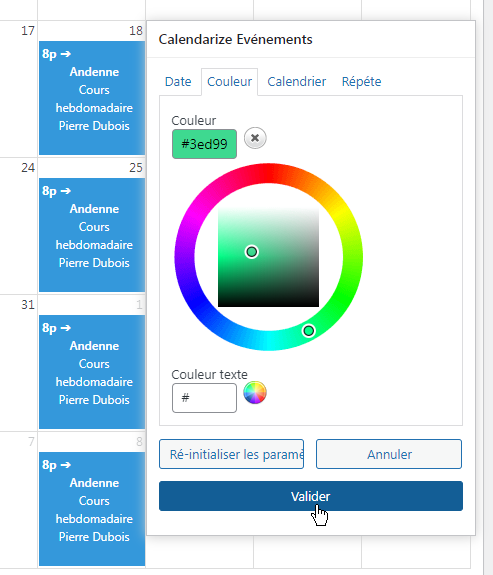 17
18
8p ➔
Andenne
Cours
hebdomadaire
Pierre Dubois
24
25
8p ➔
Andenne
Cours
hebdomadaire
Pierre Dubois
31
1
8p ➔
Andenne
Cours
hebdomadaire
Pierre Dubois
7
8
8p ➔
Andenne
Cours
hebdomadaire
Pierre Dubois
Calendarize Evénements
Date Couleur Calendrier Répéte
Couleur
#3ed99
Couleur texte
#
Ré-initialiser les paramé
Annuler
Valider